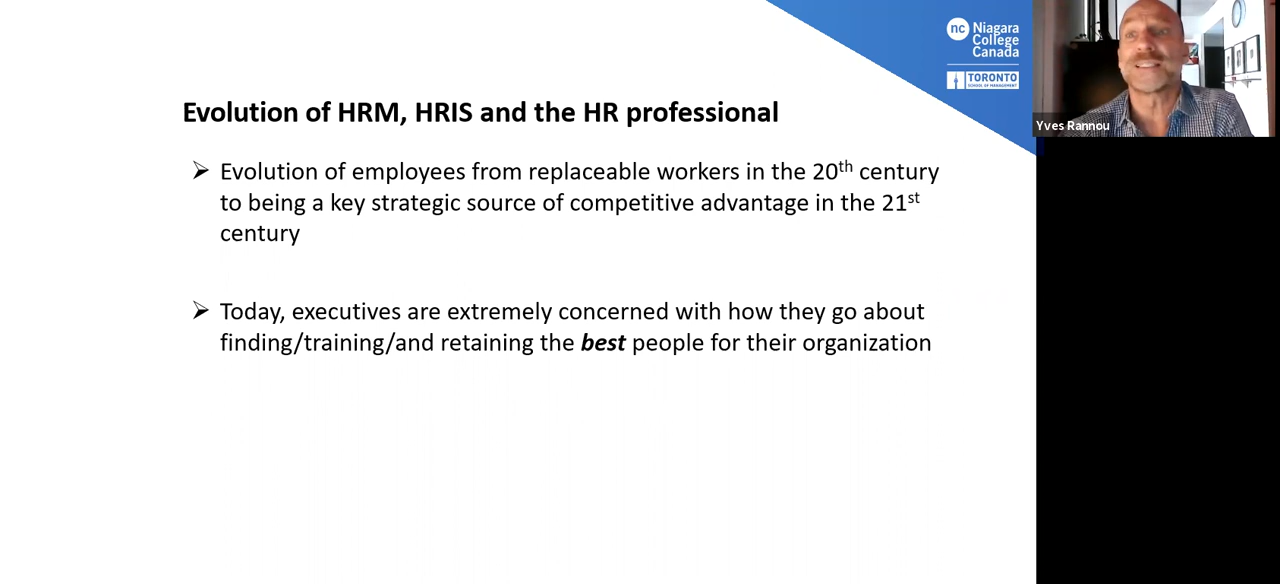 nc Niagara
College
Canada
TORONTO
SCHOOL OF MANAGEMENT
Yves Rannou
Evolution of HRM, HRIS and the HR professional
➢ Evolution of employees from replaceable workers in the 20th century
to being a key strategic source of competitive advantage in the 21st
century
➢ Today, executives are extremely concerned with how they go about
finding/training/and retaining the best people for their organization